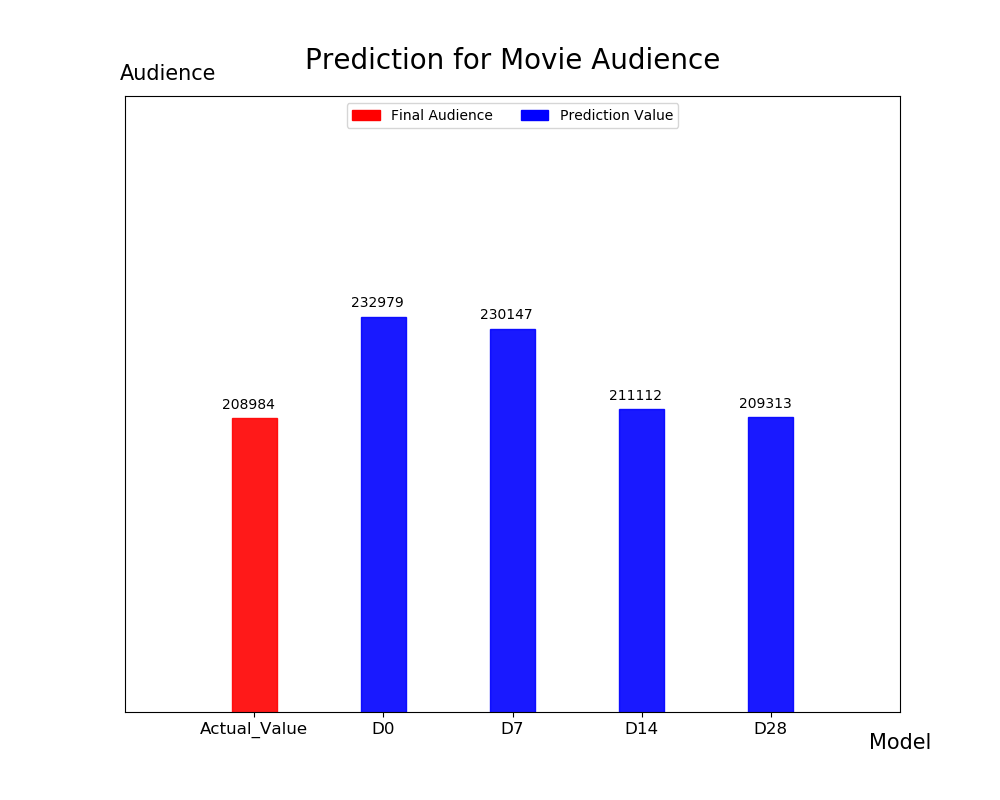 Prediction for Movie Audience
Audience
Final Audience
Prediction Value
232979
230147
208984
211112
209313
Actual_Value
D0
D7
D14
D28
Model